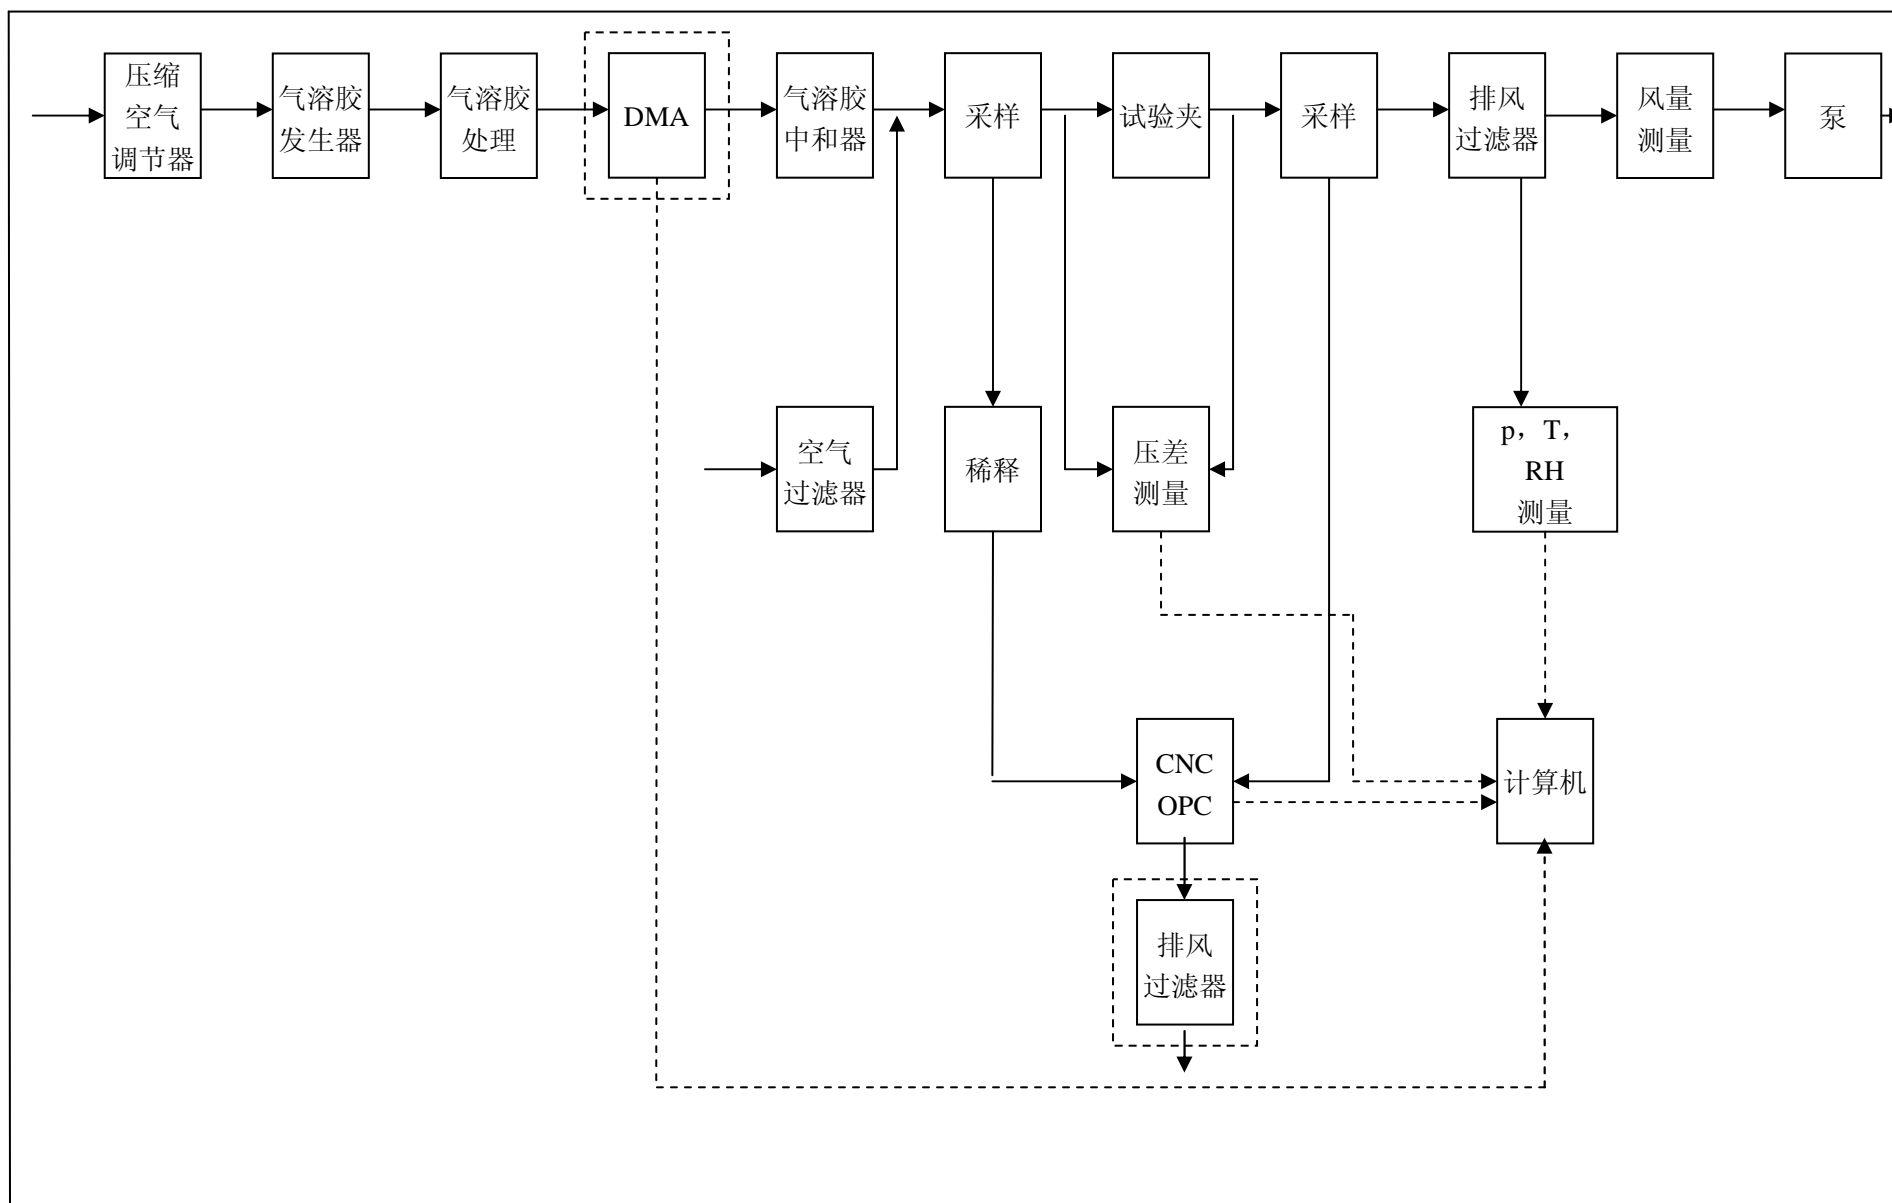 压缩
空气
调节器
气溶胶
发生器
气溶胶
处理
DMA
气溶胶
中和器
采样
试验夹
采样
排风
过滤器
风量
测量
泵
空气
过滤器
稀释
压差
测量
p，T，
RH
测量
CNC
OPC
计算机
排风
过滤器